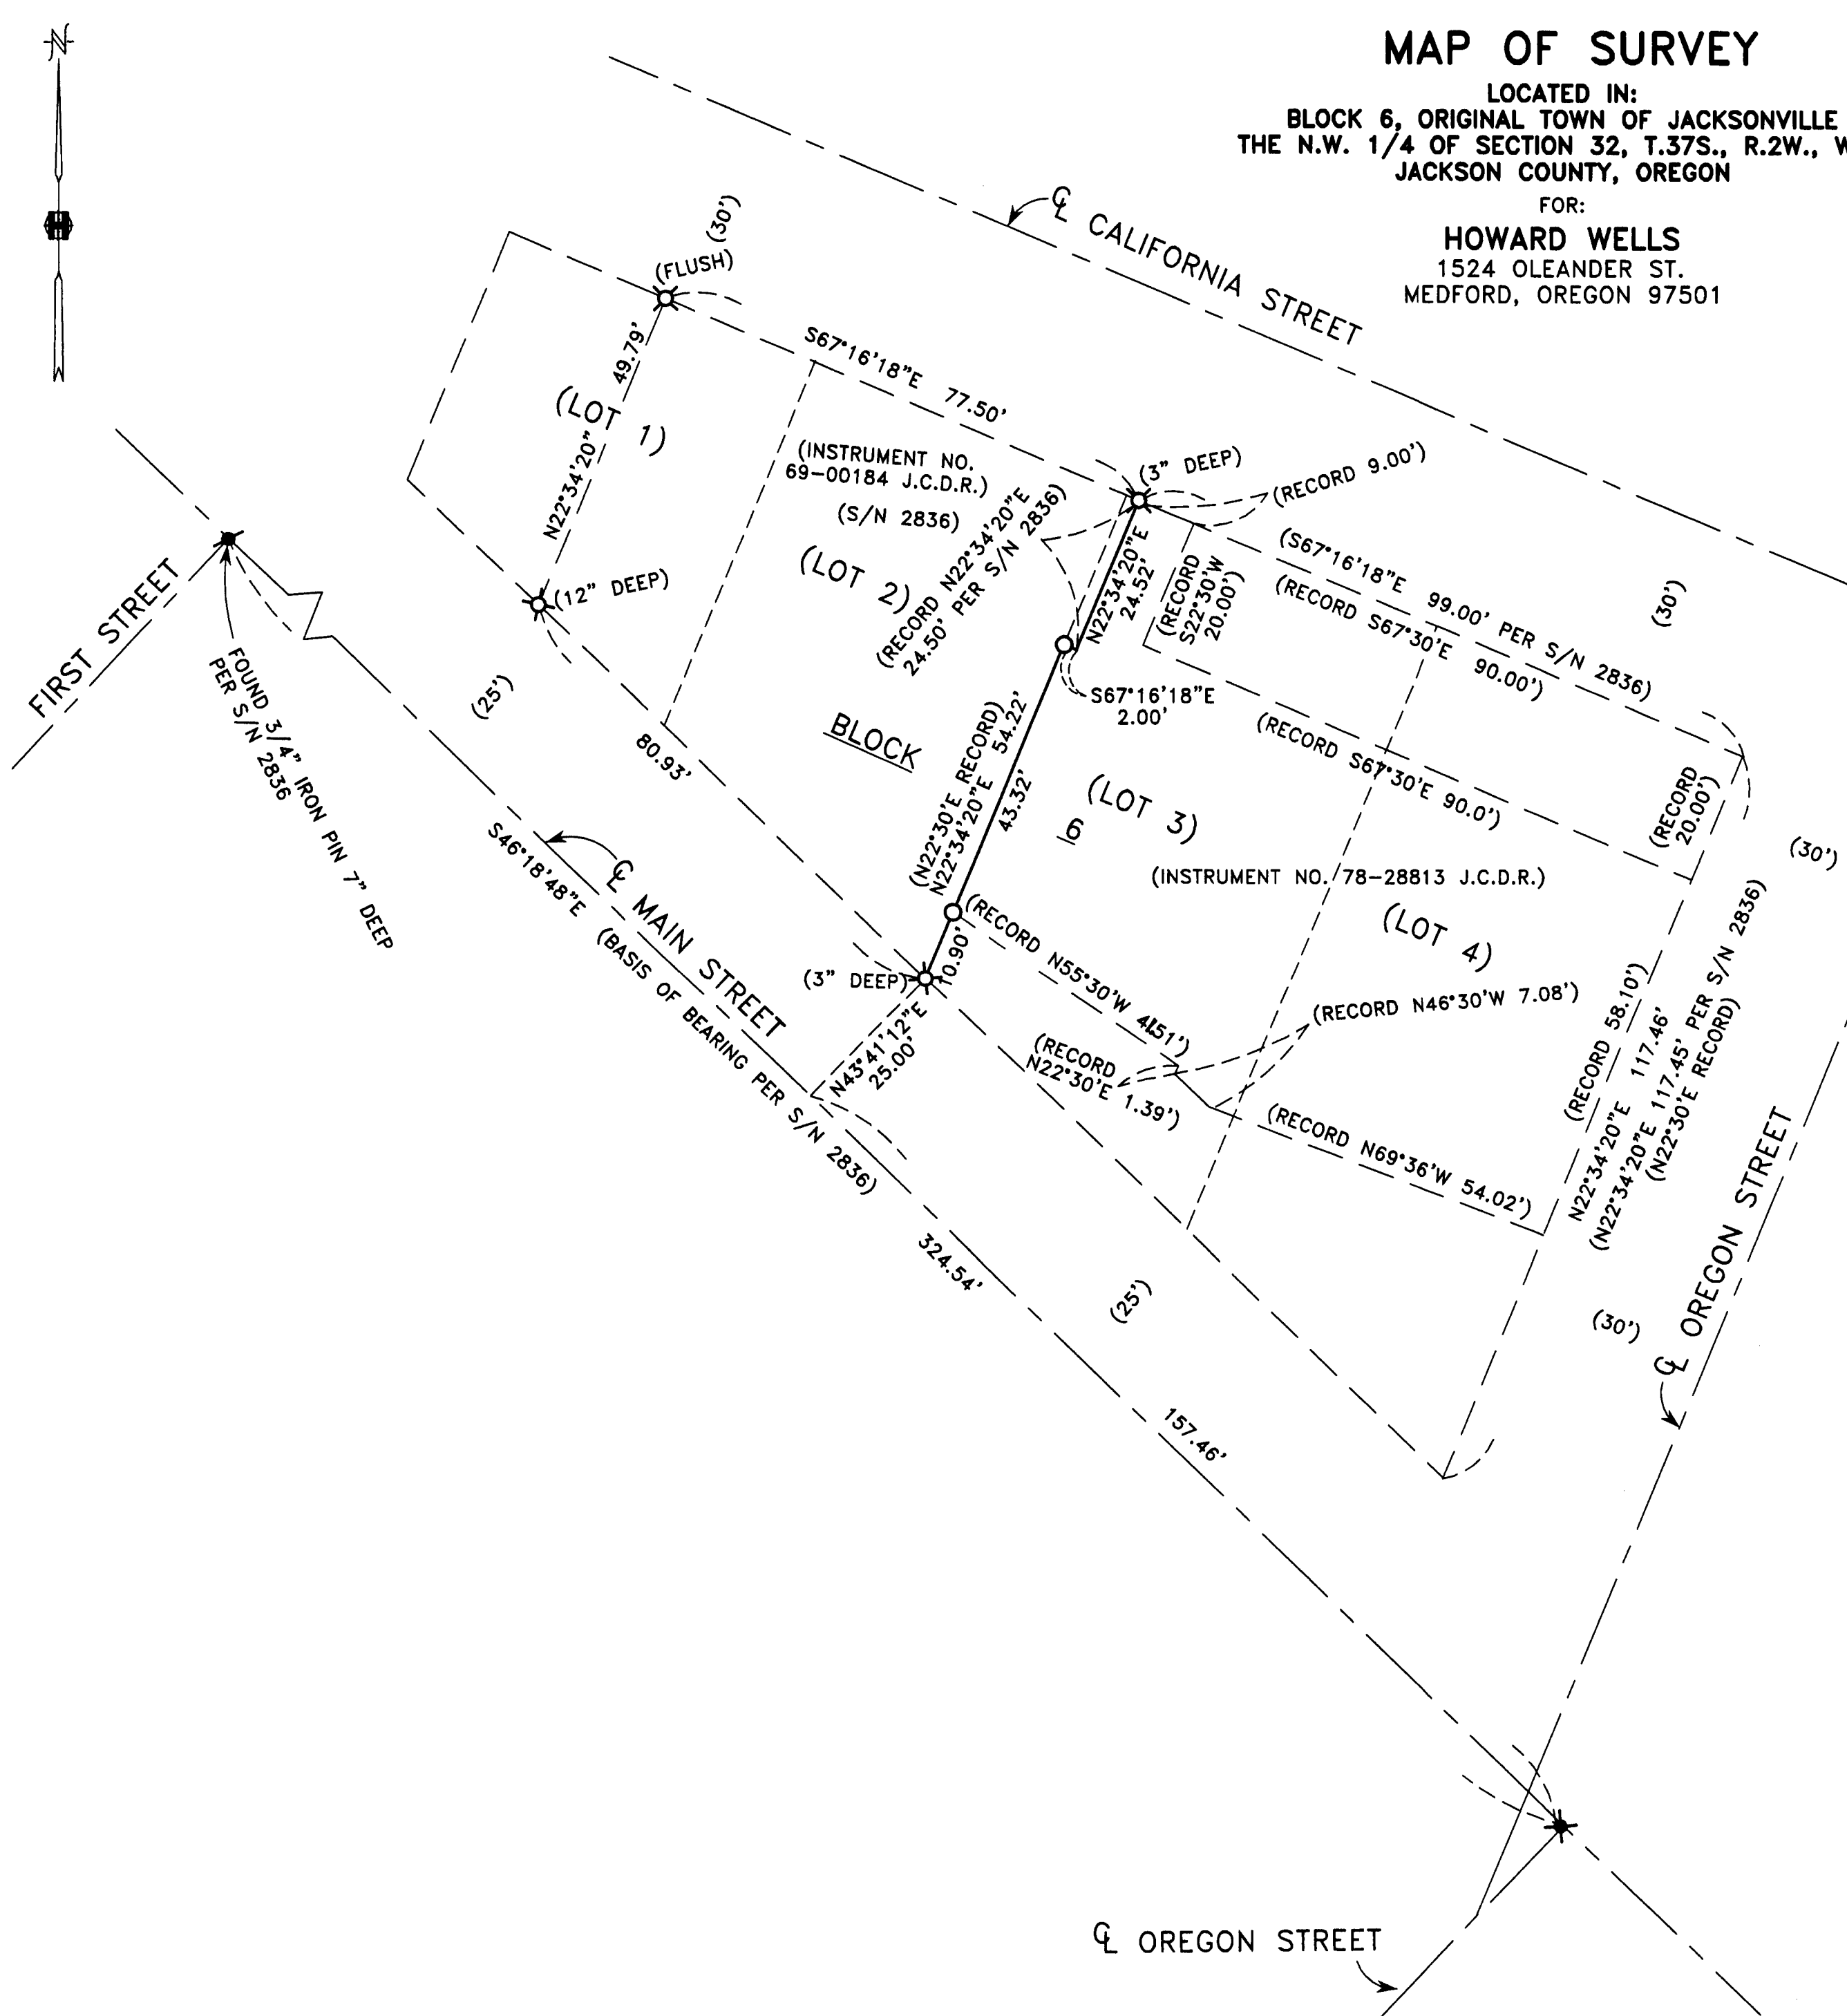 N
MAP OF SURVEY
LOCATED IN:
BLOCK 6, ORIGINAL TOWN OF JACKSONVILLE
THE N.W. 1/4 OF SECTION 32, T.37S., R.2W.,
JACKSON COUNTY, OREGON
FOR:
HOWARD WELLS
1524 OLEANDER ST.
MEDFORD, OREGON 97501
℄ CALIFORNIA STREET
(30')
(FLUSH)
49.79'
N22°34'20"
(LOT 1)
S67°16'18"E 77.50'
(INSTRUMENT NO.
69-00184 J.C.D.R.)
(S/N 2836)
(LOT 2)
(RECORD N22°34'20"E
24.50' PER S/N 2836)
(3" DEEP)
(RECORD 9.00')
N22°34'20"E
24.52'
(RECORD
S22°30'W
20.00')
(S67°16'18"E 99.00' PER S/N 2836)
(RECORD S67°30'E 90.00')
(30')
(12" DEEP)
FIRST STREET
FOUND 3/4" IRON PIN 7" DEEP
PER S/N 2836
(25')
80.93'
BLOCK
S67°16'18"E
2.00'
(RECORD S67°30'E 90.0')
(RECORD
20.00')
(30')
(N22°30'E RECORD)
N22°34'20"E 54.22'
43.32'
(LOT 3)
6
(INSTRUMENT NO. 78-28813 J.C.D.R.)
(LOT 4)
S46°18'48"E (BASIS OF BEARING PER S/N 2836)
℄ MAIN STREET
(3" DEEP)
10.90'
(RECORD N55°30'W 41.51')
(RECORD N46°30'W 7.08')
N43°41'12"E
25.00'
(RECORD
N22°30'E 1.39')
(RECORD N69°36'W 54.02')
(RECORD 58.10')
N22°34'20"E 117.46'
(N22°34'20"E 117.45' PER S/N 2836)
(N22°30'E RECORD)
℄ OREGON STREET
324.54'
(25')
(30')
157.46'
℄ OREGON STREET